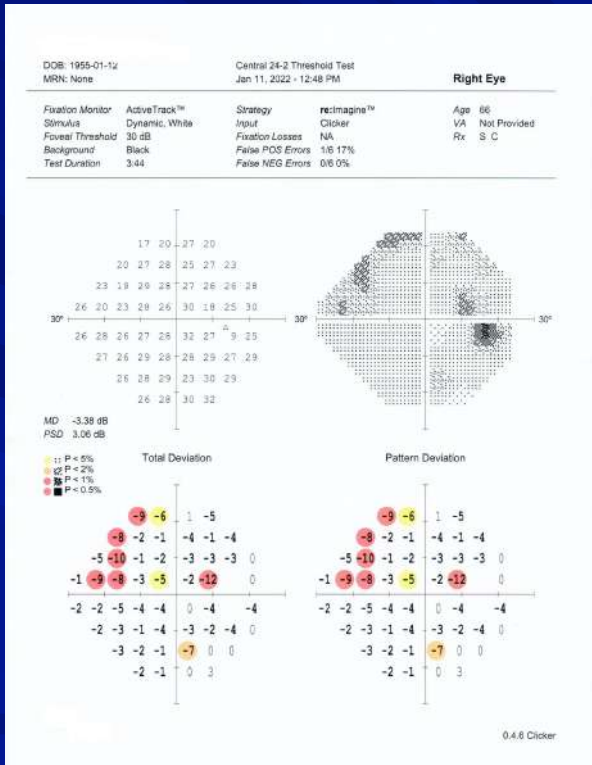 DOB: 1955-01-12
MRN: None
Central 24-2 Threshold Test
Jan 11, 2022 - 12:48 PM
Right Eye
Fixation Monitor ActiveTrack™
Stimulus Dynamic, White
Foveal Threshold 30 dB
Background Black
Test Duration 3:44
Strategy re:Imagine™
Input Clicker
Fixation Losses NA
False POS Errors 1/6 17%
False NEG Errors 0/6 0%
Age 66
VA Not Provided
Rx S C
17 20 27 20
20 27 28 25 27 23
23 19 29 28 27 28 26 28
26 20 23 28 26 30 18 25 30
30° 30°
26 28 26 27 28 32 27 9 25
27 26 29 28 28 29 27 29
26 28 29 23 30 29
26 28 30 32
30° 30°
MD -3.38 dB
PSD 3.06 dB
P < 5%
P < 2%
P < 1%
P < 0.5%
Total Deviation
-9 -6 1 -5
-8 -2 -1 -4 -1 -4
-5 -10 -1 -2 -3 -3 -3 0
-1 -9 -8 -3 -5 -2 -12 0
-2 -2 -5 -4 -4 0 -4 -4
-2 -3 -1 -4 -3 -2 -4 0
-3 -2 -1 -7 0 0
-2 -1 0 3
Pattern Deviation
-9 -6 1 -5
-8 -2 -1 -4 -1 -4
-5 -10 -1 -2 -3 -3 -3 0
-1 -9 -8 -3 -5 -2 -12 0
-2 -2 -5 -4 -4 0 -4 -4
-2 -3 -1 -4 -3 -2 -4 0
-3 -2 -1 -7 0 0
-2 -1 0 3
0.4.6 Clicker